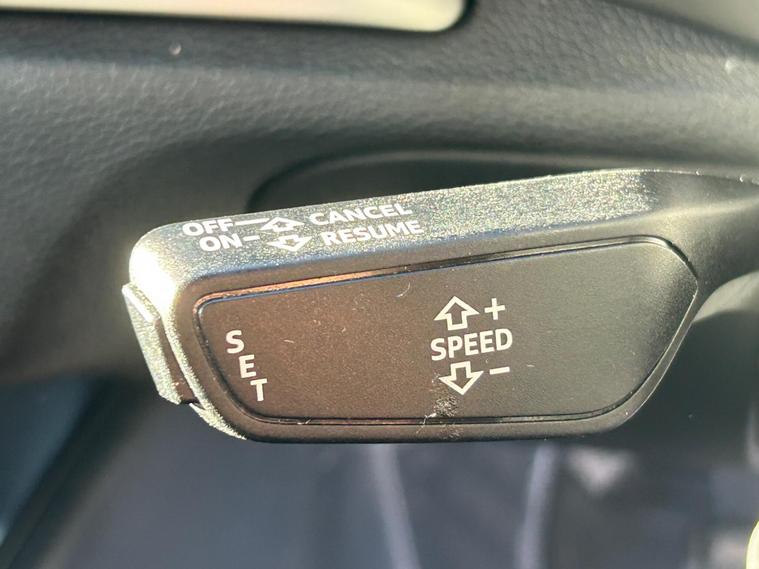 OFF CANCEL
ON RESUME
SET
+
SPEED
-